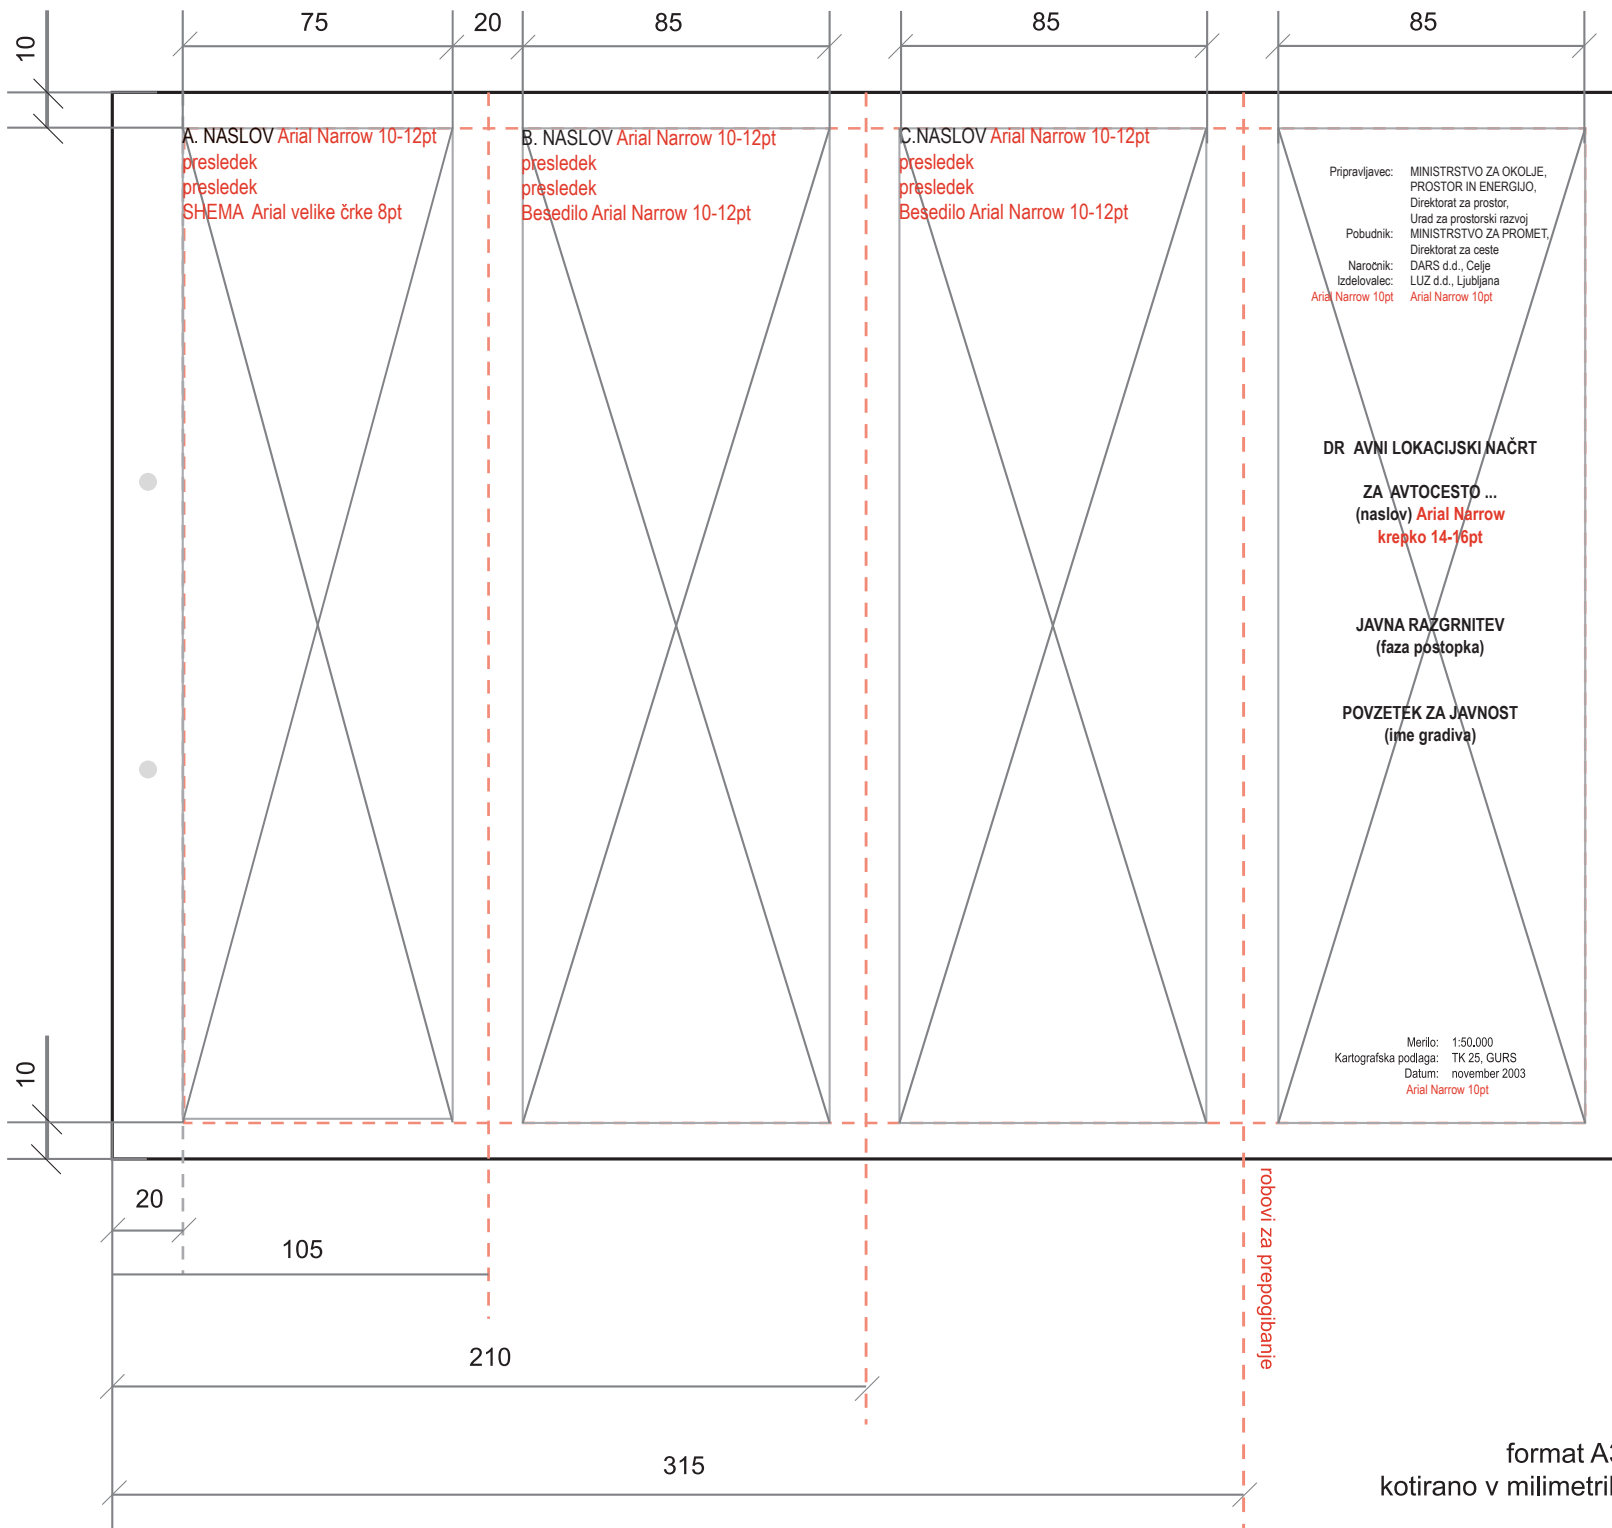 75
20
85
85
85
10
A. NASLOV Arial Narrow 10-12pt
presledek
presledek
SHEMA Arial velike črke 8pt
B. NASLOV Arial Narrow 10-12pt
presledek
presledek
Besedilo Arial Narrow 10-12pt
C.NASLOV Arial Narrow 10-12pt
presledek
presledek
Besedilo Arial Narrow 10-12pt
Pripravljavec: MINISTRSTVO ZA OKOLJE,
PROSTOR IN ENERGIJO,
Direktorat za prostor,
Urad za prostorski razvoj
Pobudnik: MINISTRSTVO ZA PROMET,
Direktorat za ceste
Naročnik: DARS d.d., Celje
Izdelovalec: LUZ d.d., Ljubljana
Arial Narrow 10pt Arial Narrow 10pt
DR AVNI LOKACIJSKI NAČRT
ZA AVTOCESTO ...
(naslov) Arial Narrow
krepko 14-16pt
JAVNA RAZGRNITEV
(faza postopka)
POVZETEK ZA JAVNOST
(ime gradiva)
Merilo: 1:50.000
Kartografska podlaga: TK 25, GURS
Datum: november 2003
Arial Narrow 10pt
10
20
105
210
315
robovi za prepogibanje
format A3
kotirano v milimetrih